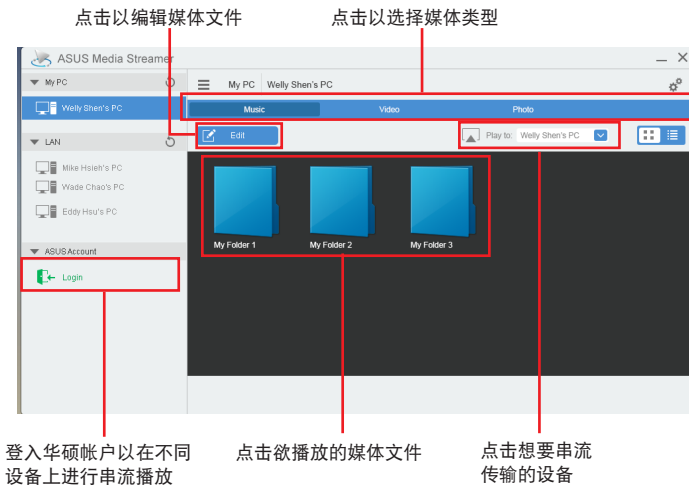 点击以编辑媒体文件
点击以选择媒体类型
ASUS Media Streamer
My PC
My PC Welly Shen's PC
Welly Shen's PC
Music Video Photo
Edit
Play to: Welly Shen's PC
LAN
Mike Hsieh's PC
Wade Chao's PC
Eddy Hsu's PC
My Folder 1 My Folder 2 My Folder 3
ASUS Account
Login
登入华硕帐户以在不同
设备上进行串流播放
点击欲播放的媒体文件
点击想要串流
传输的设备